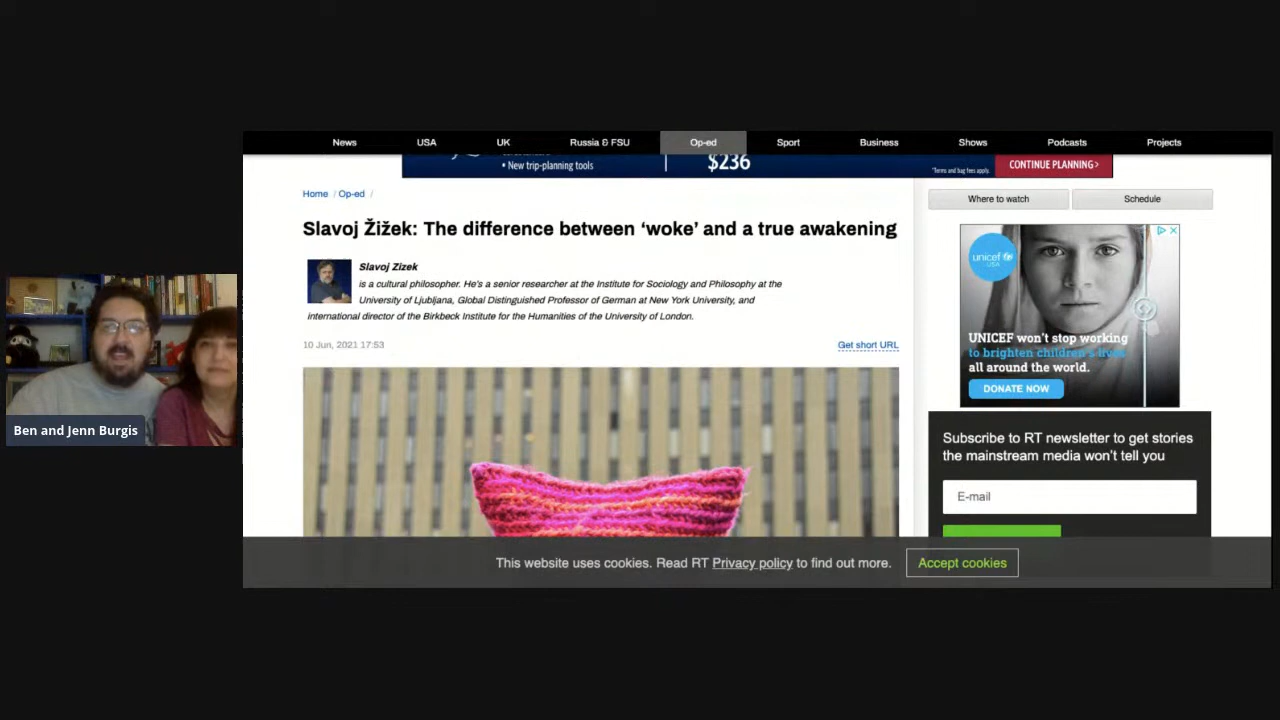 News USA UK Russia & FSU Op-ed Sport Business Shows Podcasts Projects
• New trip-planning tools
$236
*Terms and bag fees apply.
CONTINUE PLANNING>
Home / Op-ed /
Where to watch
Schedule
Slavoj Žižek: The difference between ‘woke’ and a true awakening
Slavoj Zizek
is a cultural philosopher. He’s a senior researcher at the Institute for Sociology and Philosophy at the
University of Ljubljana, Global Distinguished Professor of German at New York University, and
international director of the Birkbeck Institute for the Humanities of the University of London.
10 Jun, 2021 17:53
Get short URL
unicef
USA
UNICEF won’t stop working
to brighten children’s lives
all around the world.
DONATE NOW
Ben and Jenn Burgis
Subscribe to RT newsletter to get stories
the mainstream media won’t tell you
E-mail
This website uses cookies. Read RT Privacy policy to find out more.
Accept cookies